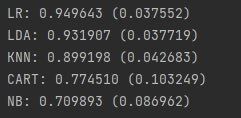 LR: 0.949643 (0.037552)
LDA: 0.931907 (0.037719)
KNN: 0.899198 (0.042683)
CART: 0.774510 (0.103249)
NB: 0.709893 (0.086962)